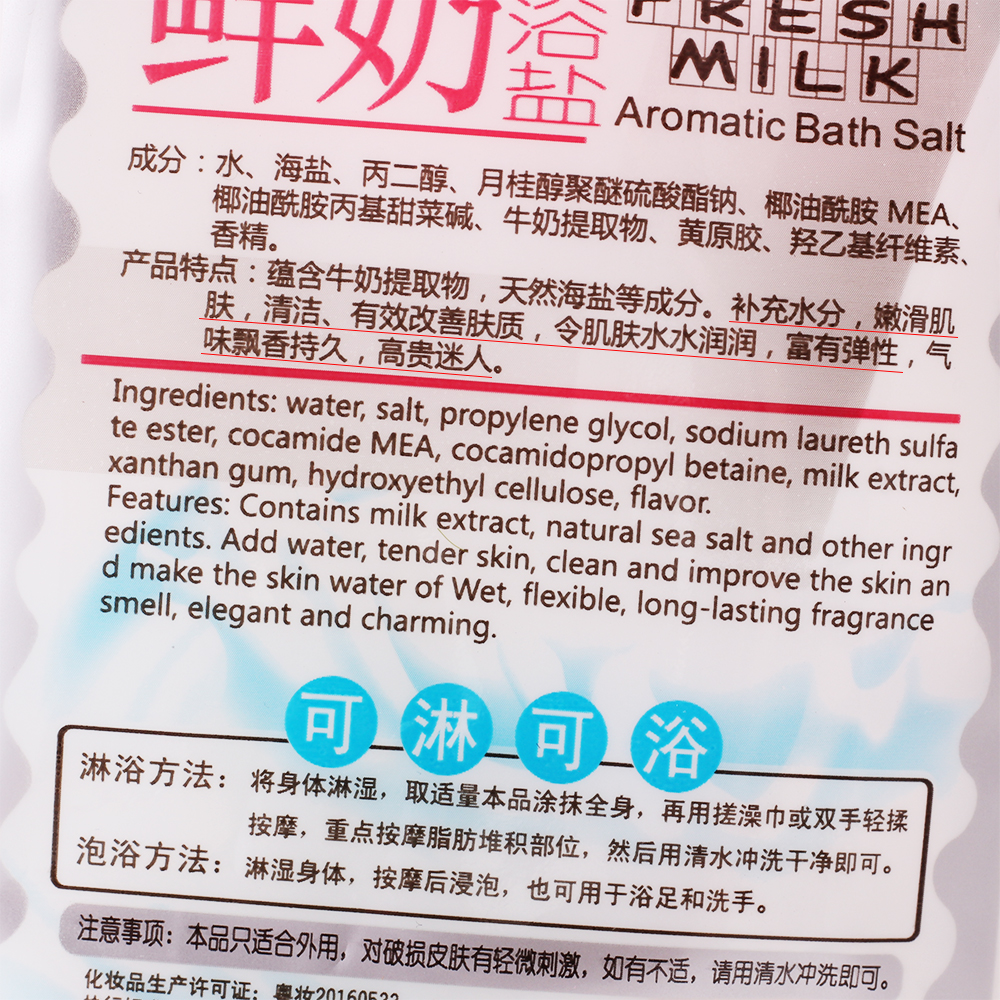 鲜奶浴盐
FRESH
MILK
Aromatic Bath Salt
成分：水、海盐、丙二醇、月桂醇聚醚硫酸酯钠、椰油酰胺 MEA、
椰油酰胺丙基甜菜碱、牛奶提取物、黄原胶、羟乙基纤维素、
香精。
产品特点：蕴含牛奶提取物，天然海盐等成分。补充水分，嫩滑肌
肤，清洁、有效改善肤质，令肌肤水水润润，富有弹性，气
味飘香持久，高贵迷人。
Ingredients: water, salt, propylene glycol, sodium laureth sulfa
te ester, cocamide MEA, cocamidopropyl betaine, milk extract,
xanthan gum, hydroxyethyl cellulose, flavor.
Features: Contains milk extract, natural sea salt and other ingr
edients. Add water, tender skin, clean and improve the skin an
d make the skin water of Wet, flexible, long-lasting fragrance
smell, elegant and charming.
可淋可浴
淋浴方法：将身体淋湿，取适量本品涂抹全身，再用搓澡巾或双手轻揉
按摩，重点按摩脂肪堆积部位，然后用清水冲洗干净即可。
泡浴方法：淋湿身体，按摩后浸泡，也可用于浴足和洗手。
注意事项：本品只适合外用，对破损皮肤有轻微刺激，如有不适，请用清水冲洗即可。
化妆品生产许可证：粤妆20160532